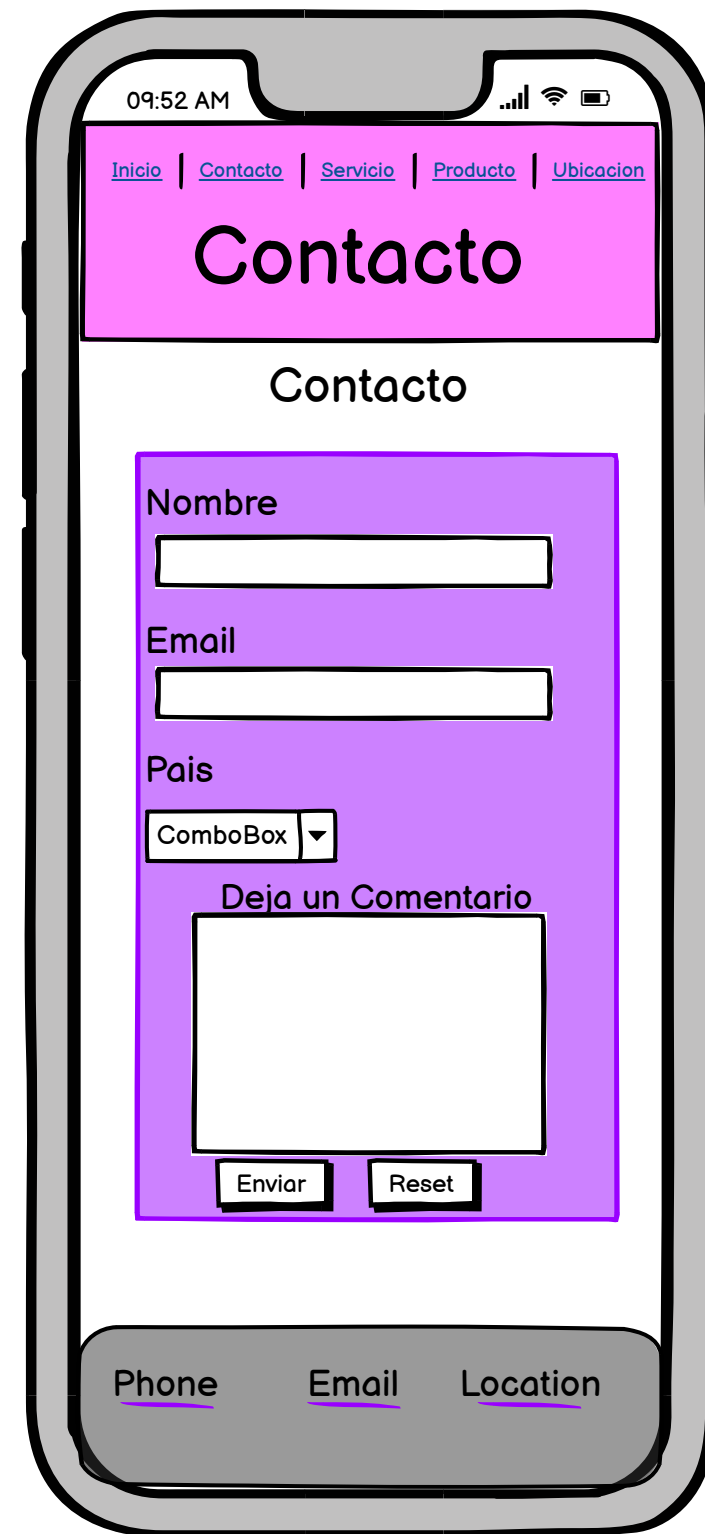 09:52 AM
Inicio Contacto Servicio Producto Ubicacion
Contacto
Contacto
Nombre
Email
Pais
ComboBox
Deja un Comentario
Enviar Reset
Phone Email Location